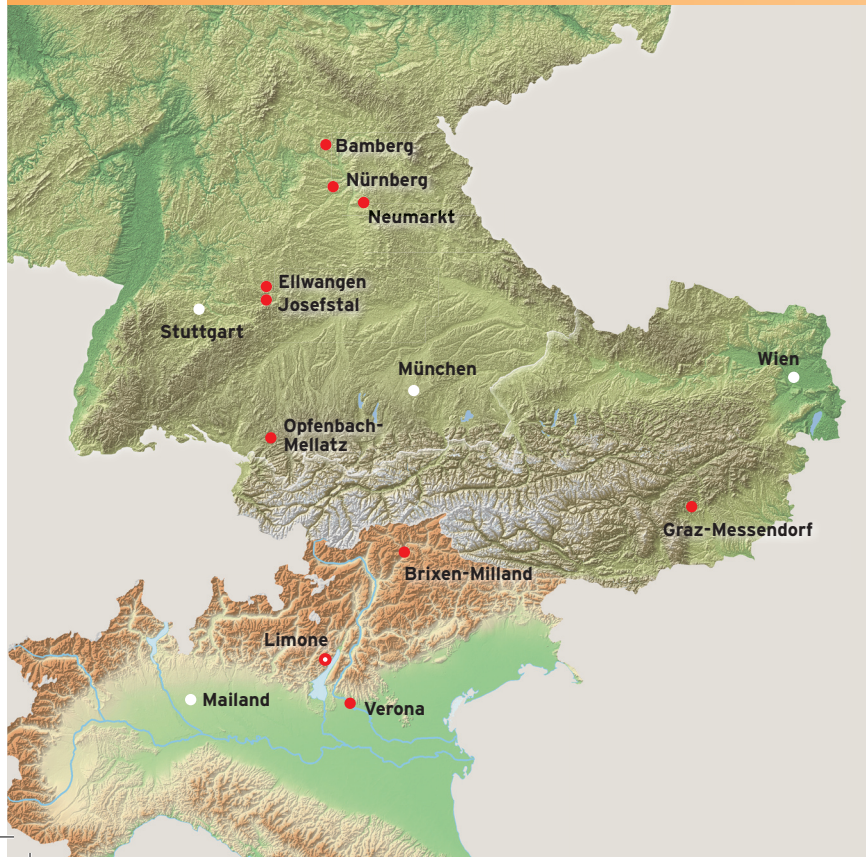 Bamberg
Nürnberg
Neumarkt
Ellwangen
Josefstal
Stuttgart
München
Wien
Opfenbach-
Mellatz
Graz-Messendorf
Brixen-Milland
Limone
Mailand
Verona